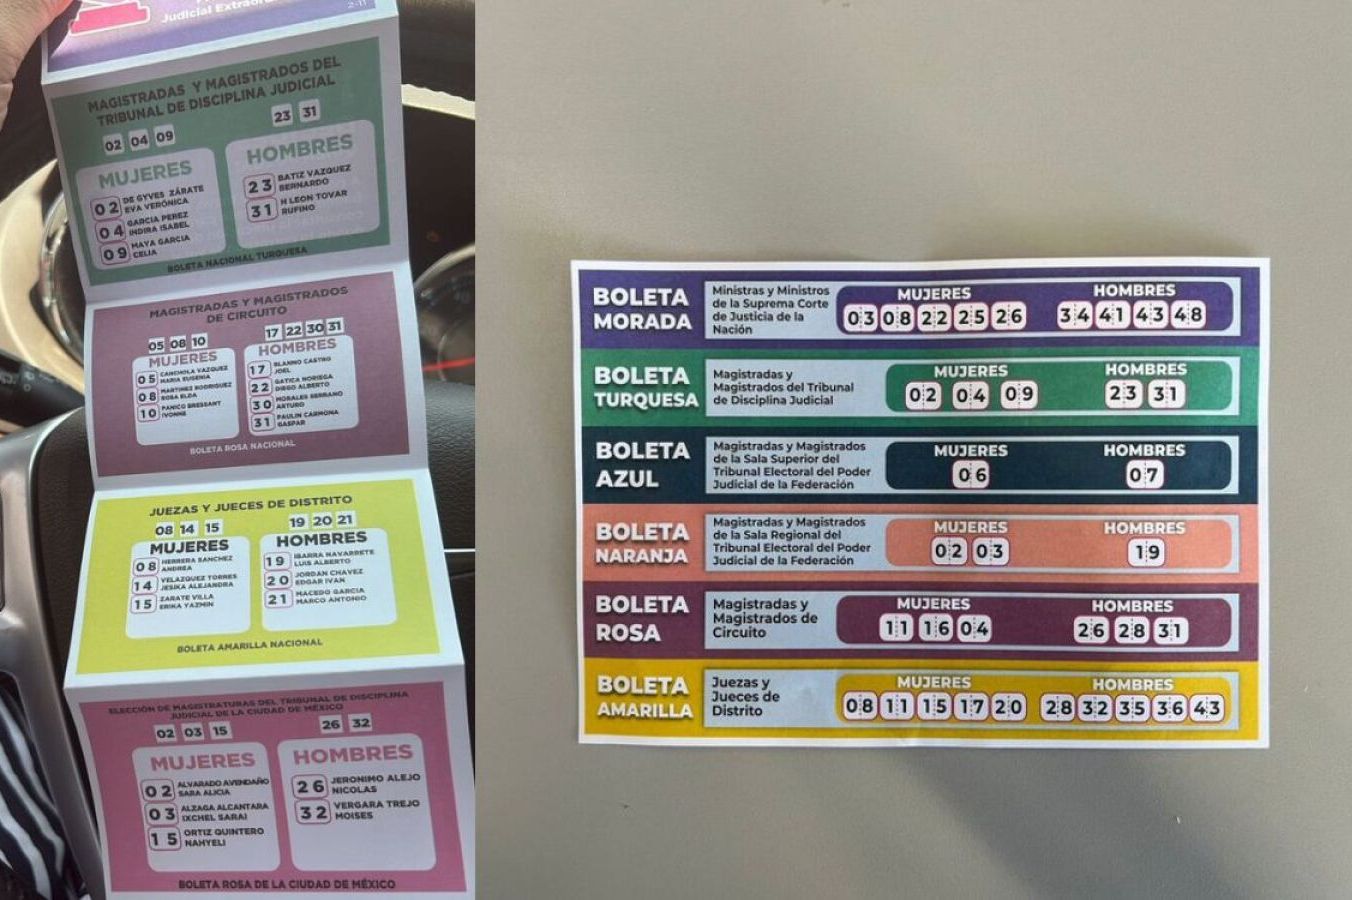 Judicial Extraor
2-11
MAGISTRADAS Y MAGISTRADOS DEL
TRIBUNAL DE DISCIPLINA JUDICIAL
02 04 09
23 31
MUJERES
02 DE GYVES ZÁRATE
EVA VERÓNICA
04 GARCIA PEREZ
INDIRA ISABEL
09 MAYA GARCIA
CELIA
HOMBRES
23 BATIZ VAZQUEZ
BERNARDO
31 H LEON TOVAR
RUFINO
BOLETA NACIONAL TURQUESA
MAGISTRADAS Y MAGISTRADOS
DE CIRCUITO
05 08 10
17 22 30 31
MUJERES
05 CANCHOLA VAZQUEZ
MARIA EUGENIA
08 MARTINEZ RODRIGUEZ
ROSA ELDA
10 PANICO BRESSANT
IVONNE
HOMBRES
17 BLANNO CASTRO
JOEL
22 GATICA NORIEGA
DIEGO ALBERTO
30 MORALES SERRANO
ARTURO
31 PAULIN CARMONA
GASPAR
BOLETA ROSA NACIONAL
JUEZAS Y JUECES DE DISTRITO
08 14 15
19 20 21
MUJERES
08 HERRERA SANCHEZ
ANDREA
14 VELAZQUEZ TORRES
JESIKA ALEJANDRA
15 ZARATE VILLA
ERIKA YAZMIN
HOMBRES
19 IBARRA NAVARRETE
LUIS ALBERTO
20 JORDAN CHAVEZ
EDGAR IVAN
21 MACEDO GARCIA
MARCO ANTONIO
BOLETA AMARILLA NACIONAL
ELECCIÓN DE MAGISTRATURAS DEL TRIBUNAL DE DISCIPLINA
JUDICIAL DE LA CIUDAD DE MÉXICO
02 03 15
26 32
MUJERES
02 ALVARADO AVENDAÑO
SARA ALICIA
03 ALZAGA ALCANTARA
IXCHEL SARAI
15 ORTIZ QUINTERO
NAHYELI
HOMBRES
26 JERONIMO ALEJO
NICOLAS
32 VERGARA TREJO
MOISES
BOLETA ROSA DE LA CIUDAD DE MÉXICO
BOLETA
MORADA
Ministras y Ministros
de la Suprema Corte
de Justicia de la
Nación
MUJERES
03 08 22 25 26
HOMBRES
34 41 43 48
BOLETA
TURQUESA
Magistradas y
Magistrados del Tribunal
de Disciplina Judicial
MUJERES
02 04 09
HOMBRES
23 31
BOLETA
AZUL
Magistradas y Magistrados
de la Sala Superior del
Tribunal Electoral del Poder
Judicial de la Federación
MUJERES
06
HOMBRES
07
BOLETA
NARANJA
Magistradas y Magistrados
de la Sala Regional del
Tribunal Electoral del Poder
Judicial de la Federación
MUJERES
02 03
HOMBRES
19
BOLETA
ROSA
Magistradas y
Magistrados de
Circuito
MUJERES
11 16 04
HOMBRES
26 28 31
BOLETA
AMARILLA
Juezas y
Jueces de
Distrito
MUJERES
08 11 15 17 20
HOMBRES
28 32 35 36 43